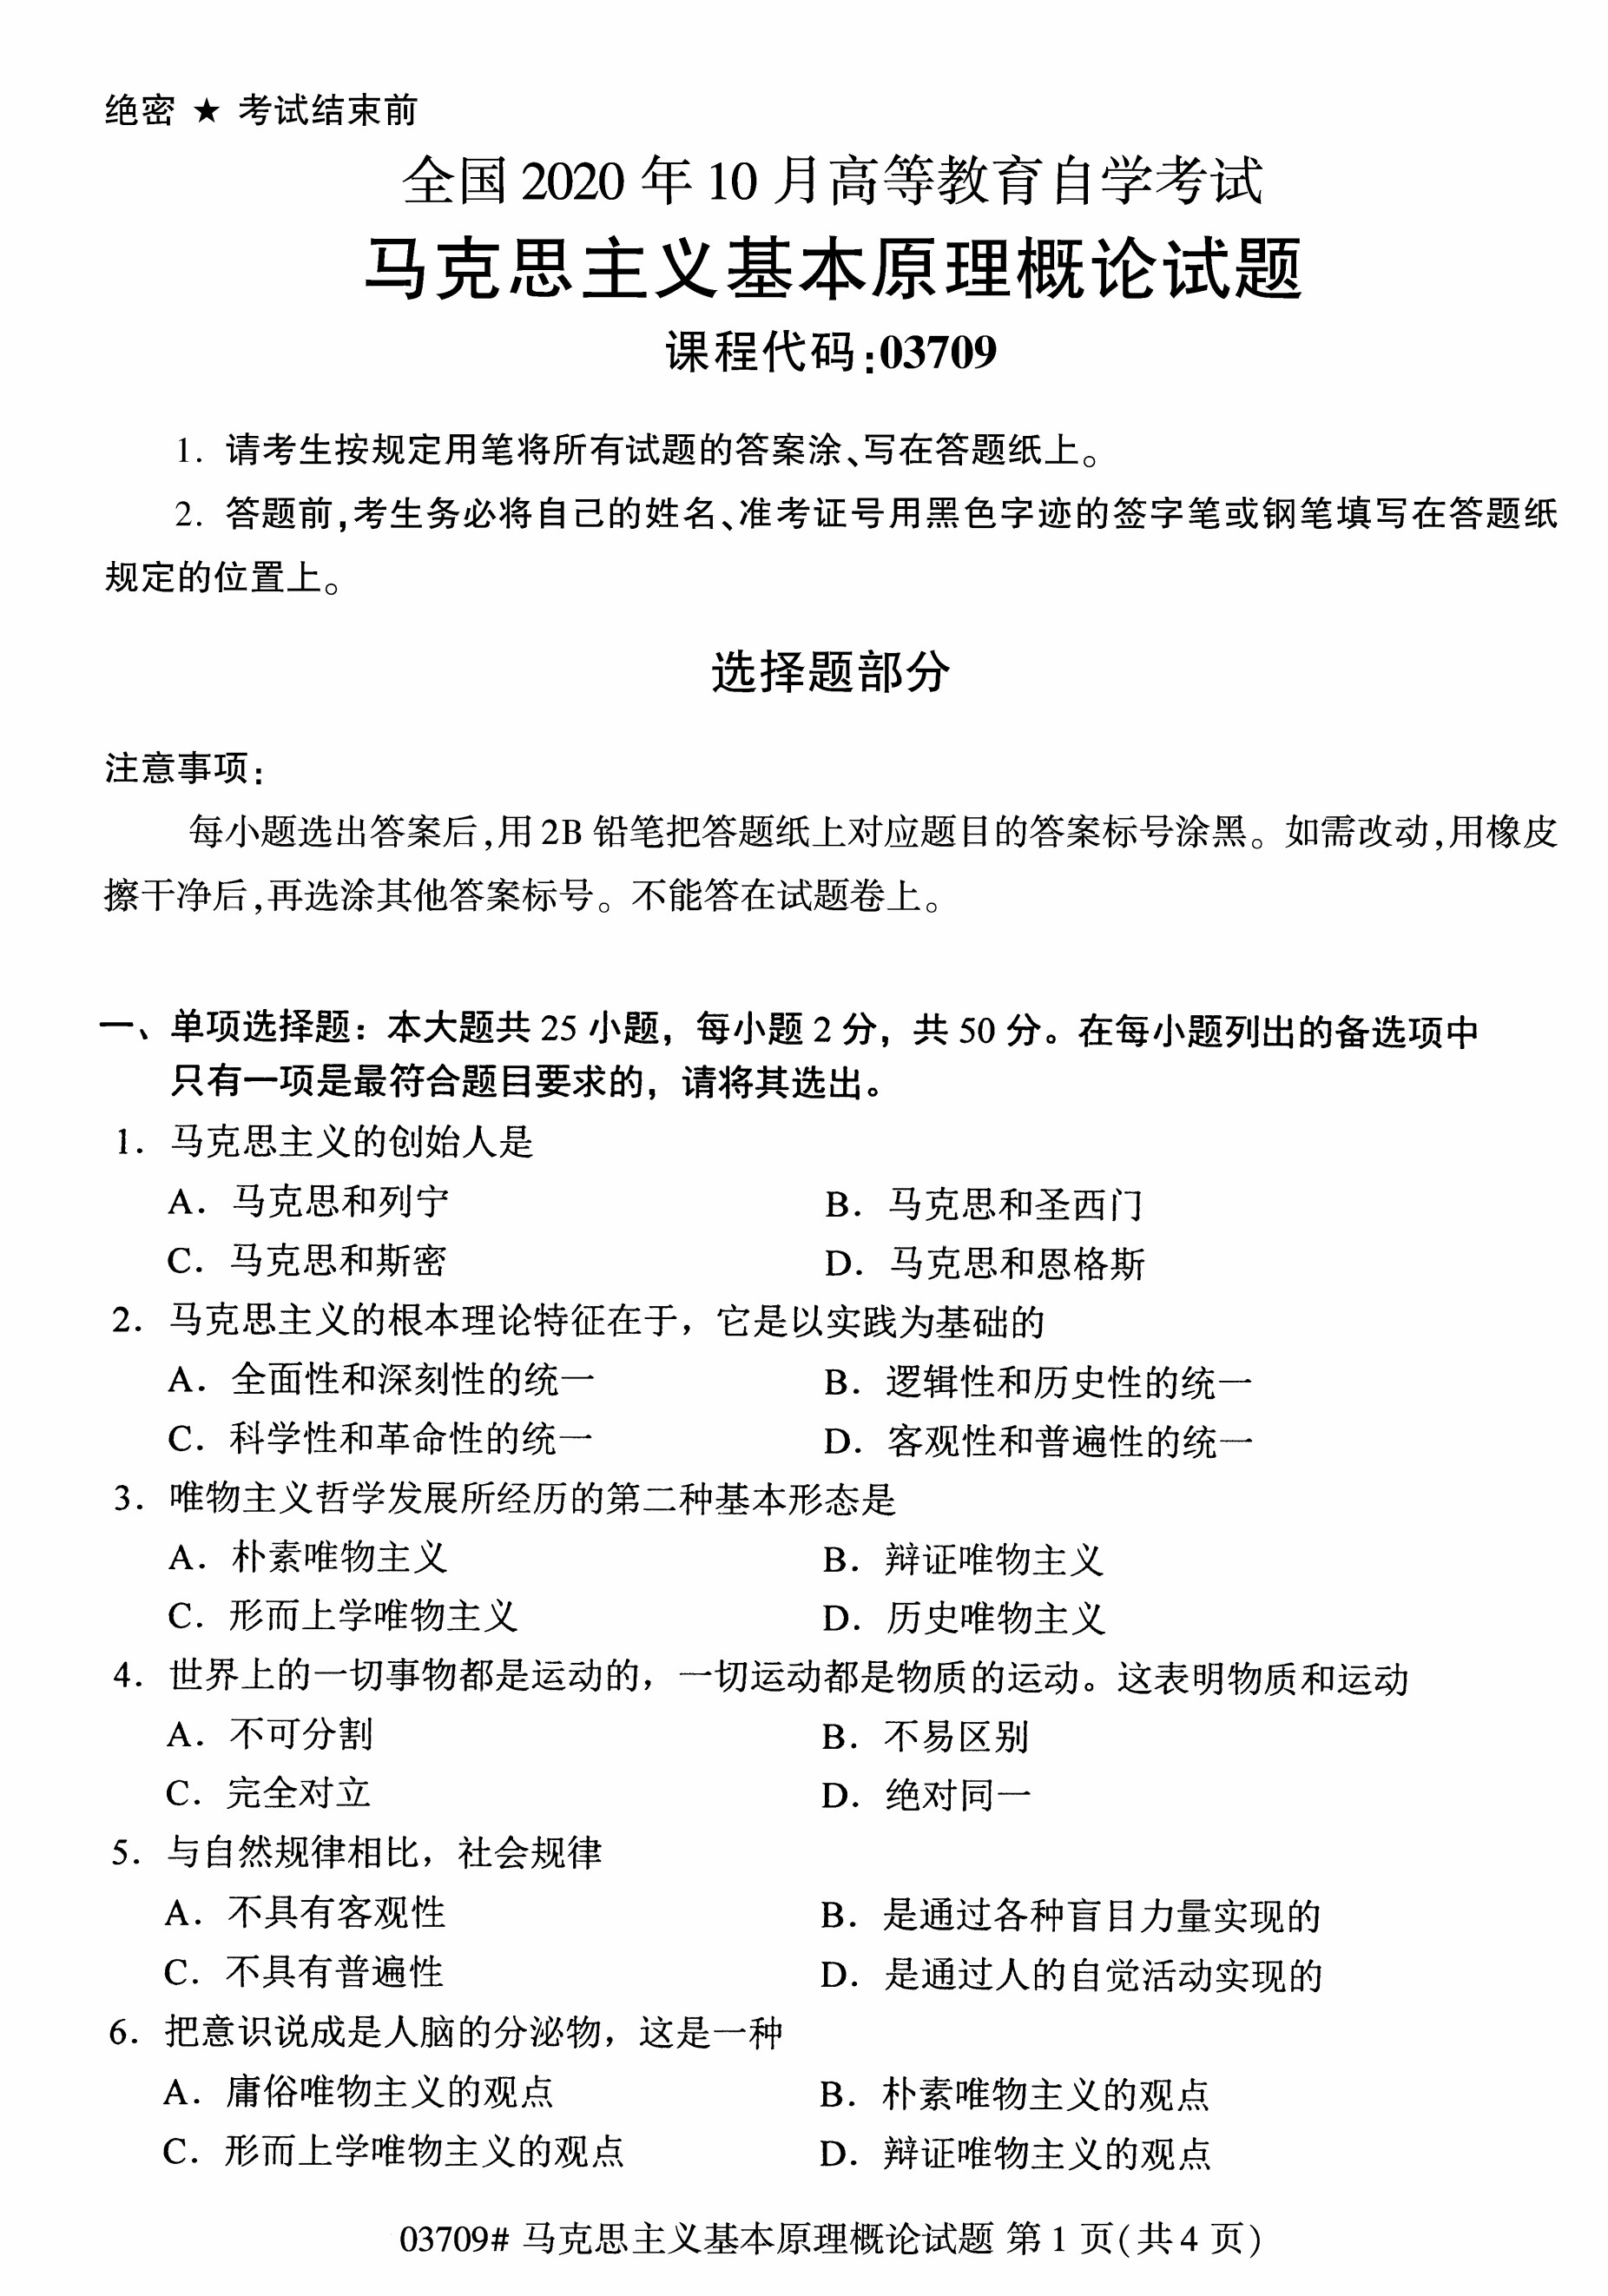 绝密 ★ 考试结束前
全国 2020 年 10 月高等教育自学考试
马克思主义基本原理概论试题
课程代码:03709
1. 请考生按规定用笔将所有试题的答案涂、写在答题纸上。
2. 答题前,考生务必将自己的姓名、准考证号用黑色字迹的签字笔或钢笔填写在答题纸
规定的位置上。
选择题部分
注意事项:
每小题选出答案后,用 2B 铅笔把答题纸上对应题目的答案标号涂黑。如需改动,用橡皮
擦干净后,再选涂其他答案标号。不能答在试题卷上。
一、单项选择题：本大题共 25 小题，每小题 2 分，共 50 分。在每小题列出的备选项中
只有一项是最符合题目要求的，请将其选出。
1. 马克思主义的创始人是
A. 马克思和列宁 B. 马克思和圣西门
C. 马克思和斯密 D. 马克思和恩格斯
2. 马克思主义的根本理论特征在于，它是以实践为基础的
A. 全面性和深刻性的统一 B. 逻辑性和历史性的统一
C. 科学性和革命性的统一 D. 客观性和普遍性的统一
3. 唯物主义哲学发展所经历的第二种基本形态是
A. 朴素唯物主义 B. 辩证唯物主义
C. 形而上学唯物主义 D. 历史唯物主义
4. 世界上的一切事物都是运动的，一切运动都是物质的运动。这表明物质和运动
A. 不可分割 B. 不易区别
C. 完全对立 D. 绝对同一
5. 与自然规律相比，社会规律
A. 不具有客观性 B. 是通过各种盲目力量实现的
C. 不具有普遍性 D. 是通过人的自觉活动实现的
6. 把意识说成是人脑的分泌物，这是一种
A. 庸俗唯物主义的观点 B. 朴素唯物主义的观点
C. 形而上学唯物主义的观点 D. 辩证唯物主义的观点
03709# 马克思主义基本原理概论试题 第 1 页(共 4 页)